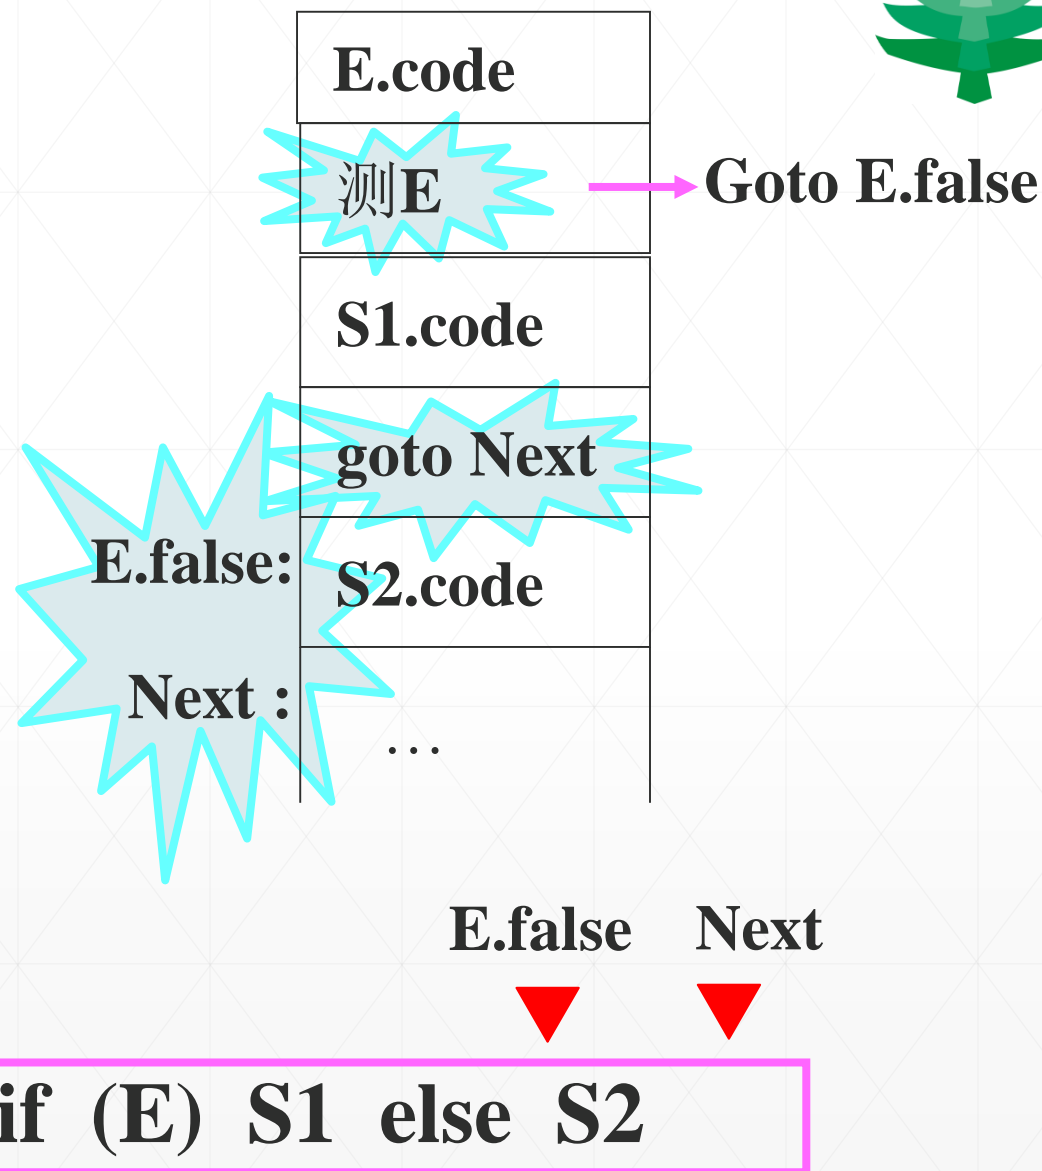 E.code
测E
Goto E.false
S1.code
goto Next
E.false:
S2.code
Next :
…
E.false Next
if (E) S1 else S2